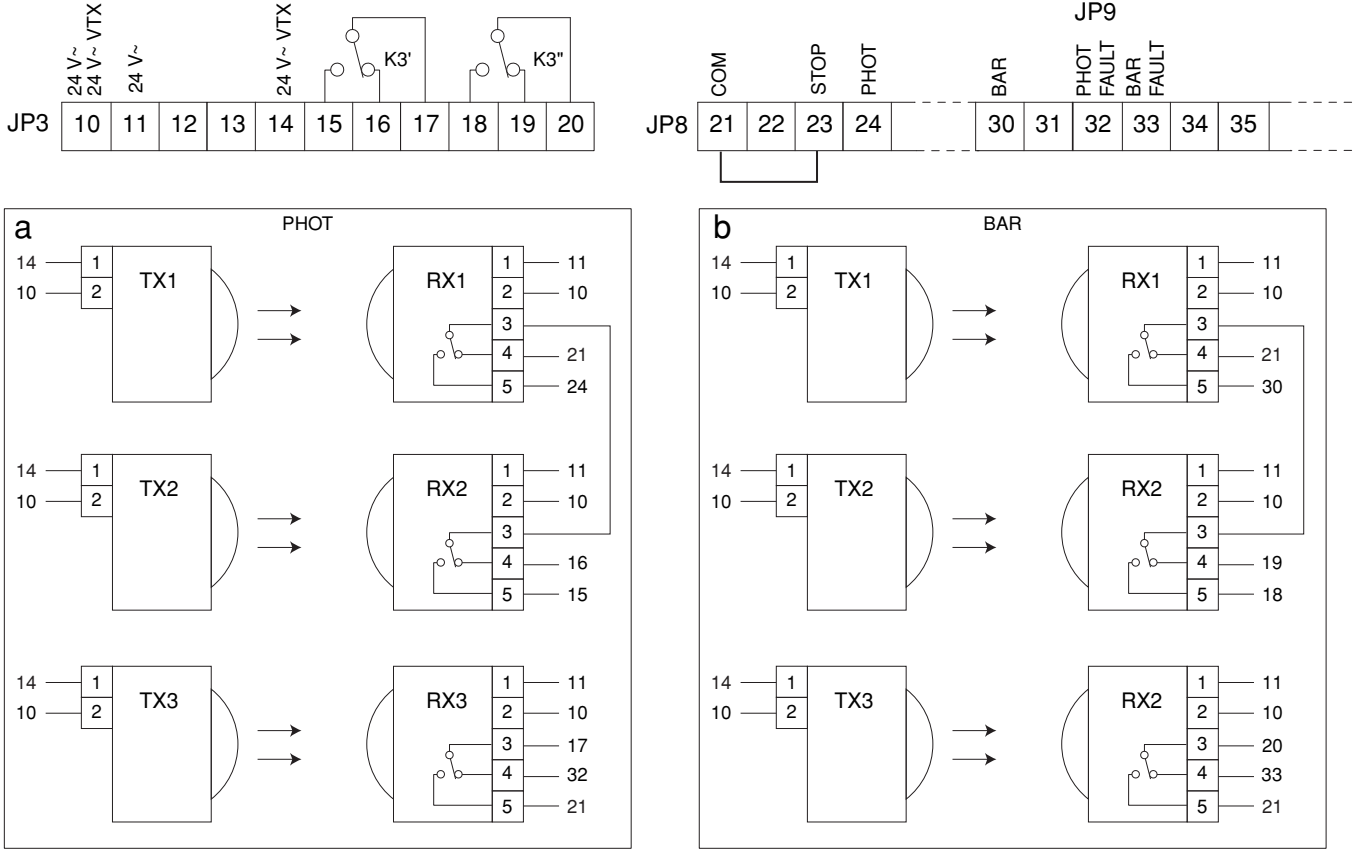 24 V~
24 V~ VTX
24 V~
24 V~ VTX
K3'
K3"
JP3 10 11 12 13 14 15 16 17 18 19 20
JP9
COM
STOP
PHOT
BAR
PHOT
FAULT
BAR
FAULT
JP8 21 22 23 24 30 31 32 33 34 35
a
PHOT
14 1 TX1 RX1 1 11
10 2 2 10
3
4 21
5 24
14 1 TX2 RX2 1 11
10 2 2 10
3
4 16
5 15
14 1 TX3 RX3 1 11
10 2 2 10
3 17
4 32
5 21
b
BAR
14 1 TX1 RX1 1 11
10 2 2 10
3
4 21
5 30
14 1 TX2 RX2 1 11
10 2 2 10
3
4 19
5 18
14 1 TX3 RX2 1 11
10 2 2 10
3 20
4 33
5 21